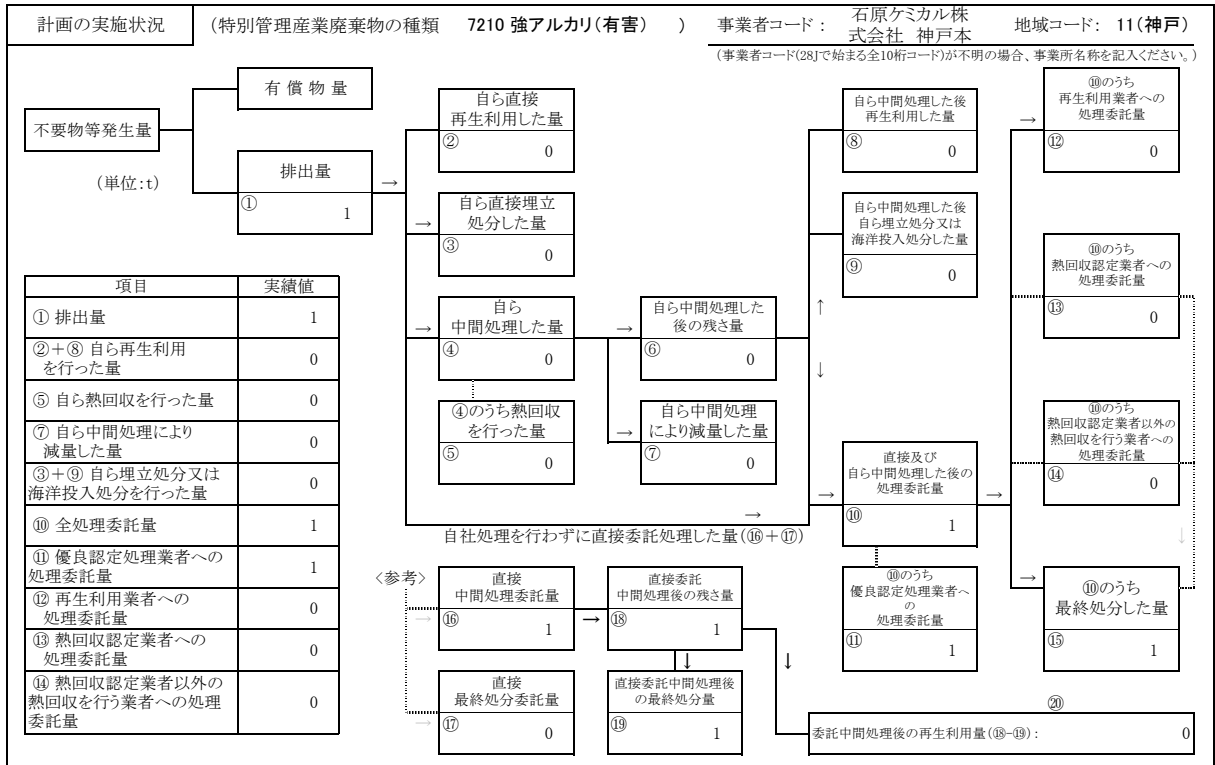 計画の実施状況
(特別管理産業廃棄物の種類 7210 強アルカリ(有害) )
事業者コード: 石原ケミカル株
式会社 神戸本
地域コード: 11(神戸)
(事業者コード(28Jで始まる全10桁コード)が不明の場合、事業所名称を記入ください。)
不要物等発生量
(単位:t)
有償物量
排出量
① 1
→
自ら直接
再生利用した量
② 0
→
自ら直接埋立
処分した量
③ 0
→
自ら
中間処理した量
④ 0
④のうち熱回収
を行った量
⑤ 0
→
自ら中間処理した
後の残さ量
⑥ 0
→
自ら中間処理
により減量した量
⑦ 0
自ら中間処理した後
再生利用した量
⑧ 0
自ら中間処理した後
自ら埋立処分又は
海洋投入処分した量
⑨ 0
↑
↓
→
自社処理を行わずに直接委託処理した量(⑯+⑰)
→
直接及び
自ら中間処理した後の
処理委託量
⑩ 1
⑩のうち
優良認定処理業者へ
の
処理委託量
⑪ 1
→
→
⑩のうち
再生利用業者への
処理委託量
⑫ 0
⑩のうち
熱回収認定業者への
処理委託量
⑬ 0
⑩のうち
熱回収認定業者以外の
熱回収を行う業者への
処理委託量
⑭ 0
↓
→
⑩のうち
最終処分した量
⑮ 1
項目 実績値
① 排出量 1
②+⑧ 自ら再生利用
を行った量 0
⑤ 自ら熱回収を行った量 0
⑦ 自ら中間処理により
減量した量 0
③+⑨ 自ら埋立処分又は
海洋投入処分を行った量 0
⑩ 全処理委託量 1
⑪ 優良認定処理業者への
処理委託量 1
⑫ 再生利用業者への
処理委託量 0
⑬ 熱回収認定業者への
処理委託量 0
⑭ 熱回収認定業者以外の
熱回収を行う業者への処理
委託量 0
<参考>
→
直接
中間処理委託量
⑯ 1
→
直接
最終処分委託量
⑰ 0
→
直接委託
中間処理後の残さ量
⑱ 1
↓
直接委託中間処理後
の最終処分量
⑲ 1
↓
⑳
委託中間処理後の再生利用量(⑱-⑲): 0